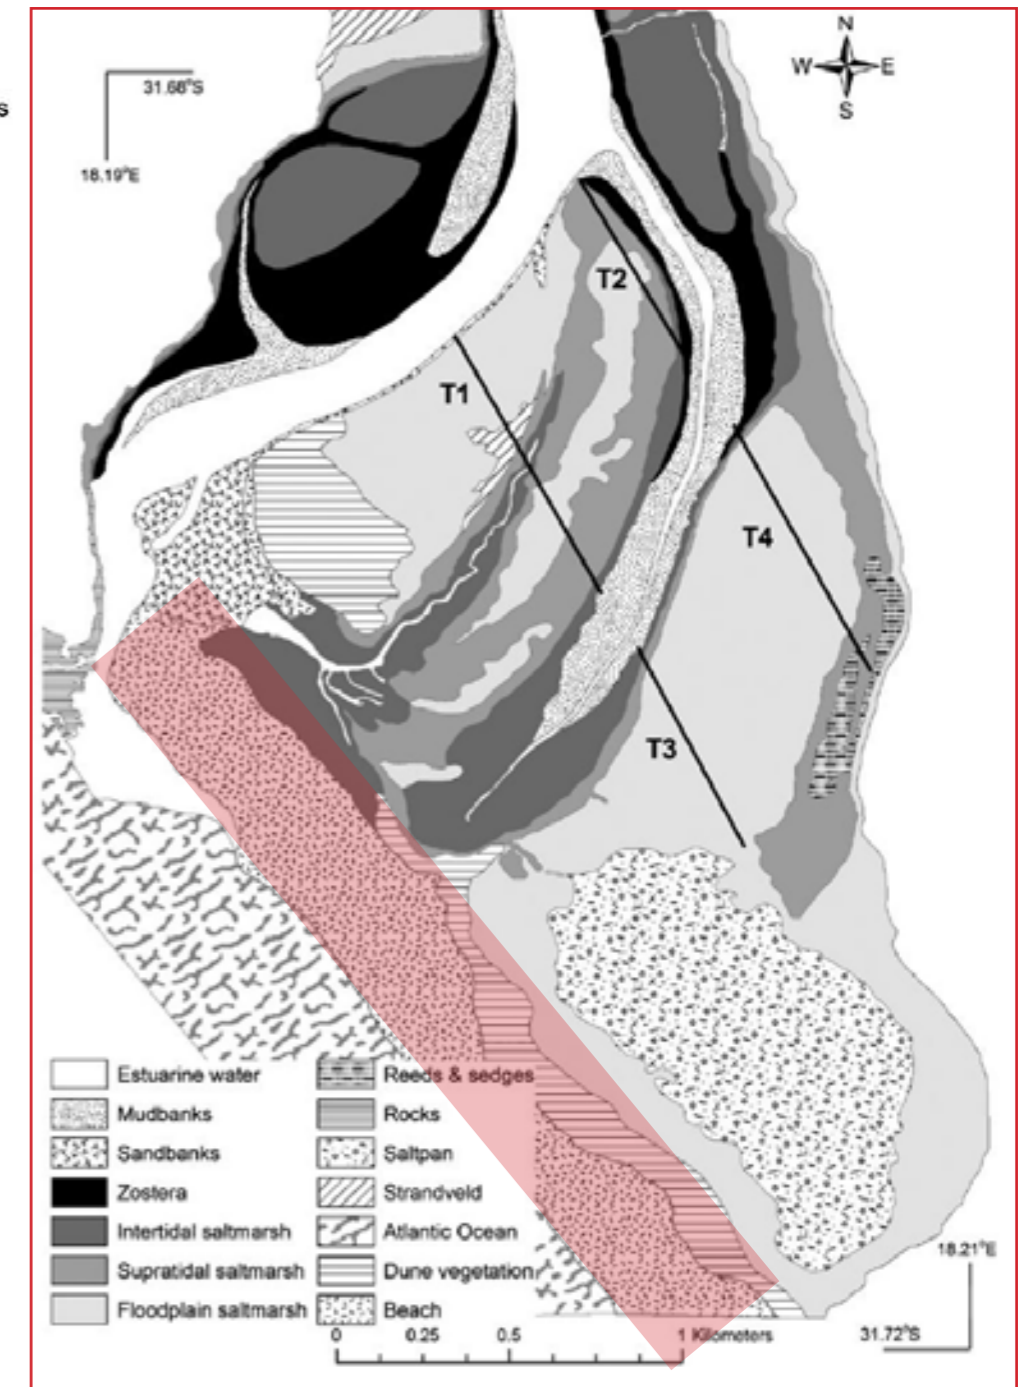 N
W E
S
31.68°S
s
18.19°E
T2
T1
T4
T3
Estuarine water
Mudbanks
Sandbanks
Zostera
Intertidal saltmarsh
Supratidal saltmarsh
Floodplain saltmarsh
Reeds & sedges
Rocks
Saltpan
Strandveld
Atlantic Ocean
Dune vegetation
Beach
18.21°E
31.72°S
0 0.25 0.5 1 Kilometers